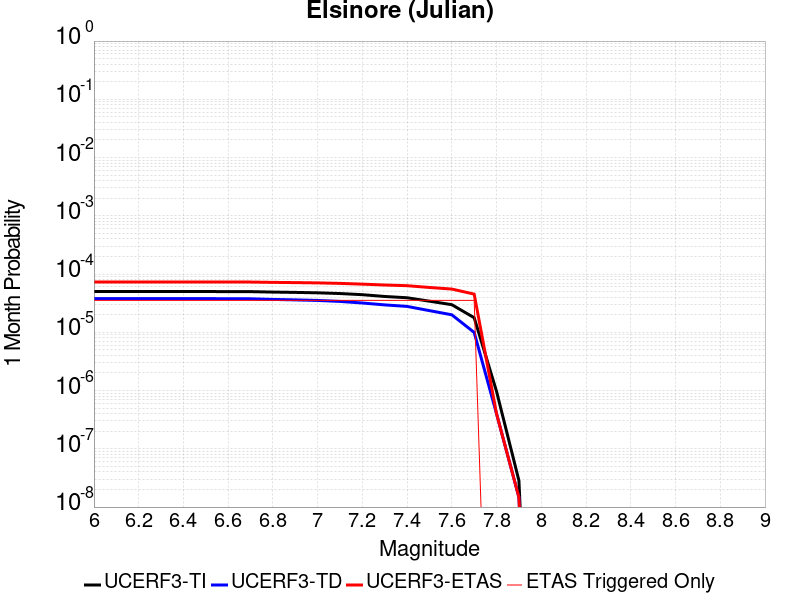 Elsinore (Julian)
1 Month Probability
10^0
10^-1
10^-2
10^-3
10^-4
10^-5
10^-6
10^-7
10^-8
6 6.2 6.4 6.6 6.8 7 7.2 7.4 7.6 7.8 8 8.2 8.4 8.6 8.8 9
Magnitude
UCERF3-TI UCERF3-TD UCERF3-ETAS ETAS Triggered Only